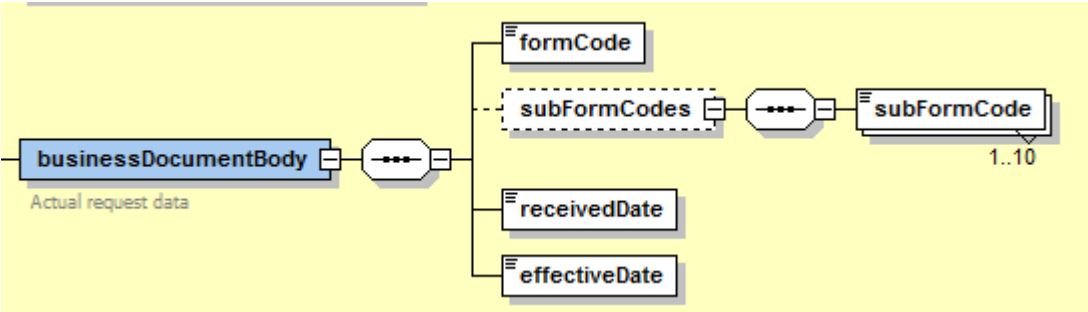 formCode
subFormCodes
subFormCode
1..10
businessDocumentBody
Actual request data
receivedDate
effectiveDate